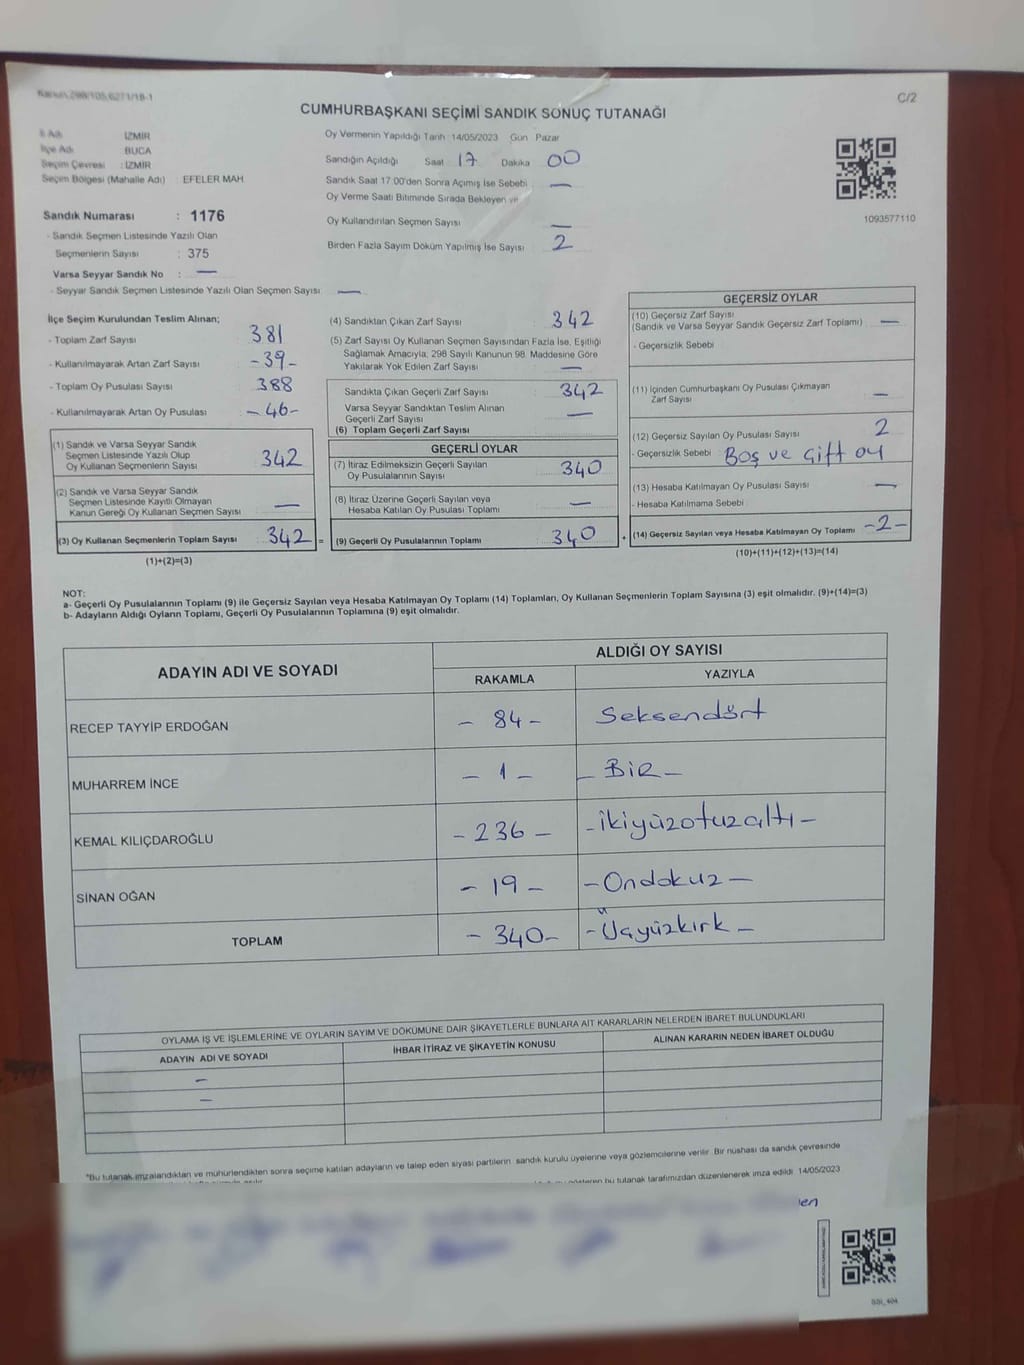 C/2
CUMHURBAŞKANI SEÇİMİ SANDIK SONUÇ TUTANAĞI
İl Adı İZMİR
İlçe Adı BUCA
Seçim Çevresi : İZMİR
Seçim Bölgesi (Mahalle Adı) : EFELER MAH
Oy Vermenin Yapıldığı Tarih 14/05/2023 Gün Pazar
Sandığın Açıldığı Saat 17 Dakika 00
Sandık Saat 17:00'den Sonra Açımış İse Sebebi —
Oy Verme Saati Bitiminde Sırada Bekleyen ve
Oy Kullandırılan Seçmen Sayısı —
Birden Fazla Sayım Döküm Yapılmış İse Sayısı 2
1093577110
Sandık Numarası : 1176
- Sandık Seçmen Listesinde Yazılı Olan
Seçmenlerin Sayısı : 375
Varsa Seyyar Sandık No : —
- Seyyar Sandık Seçmen Listesinde Yazılı Olan Seçmen Sayısı —
İlçe Seçim Kurulundan Teslim Alınan;
- Toplam Zarf Sayısı 381
- Kullanılmayarak Artan Zarf Sayısı -39-
- Toplam Oy Pusulası Sayısı 388
- Kullanılmayarak Artan Oy Pusulası -46-
(1) Sandık ve Varsa Seyyar Sandık
Seçmen Listesinde Yazılı Olup
Oy Kullanan Seçmenlerin Sayısı 342
(2) Sandık ve Varsa Seyyar Sandık
Seçmen Listesinde Kayıtlı Olmayan
Kanun Gereği Oy Kullanan Seçmen Sayısı —
(3) Oy Kullanan Seçmenlerin Toplam Sayısı 342 =
(1)+(2)=(3)
(4) Sandıktan Çıkan Zarf Sayısı 342
(5) Zarf Sayısı Oy Kullanan Seçmen Sayısından Fazla İse, Eşitliği
Sağlamak Amacıyla, 298 Sayılı Kanunun 98. Maddesine Göre
Yakılarak Yok Edilen Zarf Sayısı —
Sandıkta Çıkan Geçerli Zarf Sayısı 342
Varsa Seyyar Sandıktan Teslim Alınan
Geçerli Zarf Sayısı —
(6) Toplam Geçerli Zarf Sayısı
GEÇERLİ OYLAR
(7) İtiraz Edilmeksizin Geçerli Sayılan
Oy Pusulalarının Sayısı 340
(8) İtiraz Üzerine Geçerli Sayılan veya
Hesaba Katılan Oy Pusulası Toplamı —
(9) Geçerli Oy Pusulalarının Toplamı 340 +
GEÇERSİZ OYLAR
(10) Geçersiz Zarf Sayısı
(Sandık ve Varsa Seyyar Sandık Geçersiz Zarf Toplamı) —
- Geçersizlik Sebebi
(11) İçinden Cumhurbaşkanı Oy Pusulası Çıkmayan
Zarf Sayısı —
(12) Geçersiz Sayılan Oy Pusulası Sayısı 2
- Geçersizlik Sebebi Boş ve Çift oy
(13) Hesaba Katılmayan Oy Pusulası Sayısı —
- Hesaba Katılmama Sebebi
(14) Geçersiz Sayılan veya Hesaba Katılmayan Oy Toplamı -2-
(10)+(11)+(12)+(13)=(14)
NOT:
a- Geçerli Oy Pusulalarının Toplamı (9) ile Geçersiz Sayılan veya Hesaba Katılmayan Oy Toplamı (14) Toplamları, Oy Kullanan Seçmenlerin Toplam Sayısına (3) eşit olmalıdır. (9)+(14)=(3)
b- Adayların Aldığı Oyların Toplamı, Geçerli Oy Pusulalarının Toplamına (9) eşit olmalıdır.
ADAYIN ADI VE SOYADI
ALDIĞI OY SAYISI
RAKAMLA YAZIYLA
RECEP TAYYİP ERDOĞAN - 84 - Seksendört
MUHARREM İNCE - 1 - - BİR -
KEMAL KILIÇDAROĞLU - 236 - - ikiyüzotuzaltı -
SİNAN OĞAN - 19 - - Ondokuz -
TOPLAM - 340 - - Üçyüzkırk -
OYLAMA İŞ VE İŞLEMLERİNE VE OYLARIN SAYIM VE DÖKÜMÜNE DAİR ŞİKAYETLERLE BUNLARA AİT KARARLARIN NELERDEN İBARET BULUNDUKLARI
ADAYIN ADI VE SOYADI İHBAR İTİRAZ VE ŞİKAYETİN KONUSU ALINAN KARARIN NEDEN İBARET OLDUĞU
-
-
*Bu tutanak imzalandıktan ve mühürlendikten sonra seçime katılan adayların ve talep eden siyasi partilerin sandık kurulu üyelerine veya gözlemcilerine verilir. Bir nüshası da sandık çevresinde
bu tutanak tarafımızdan düzenlenerek imza edildi. 14/05/2023